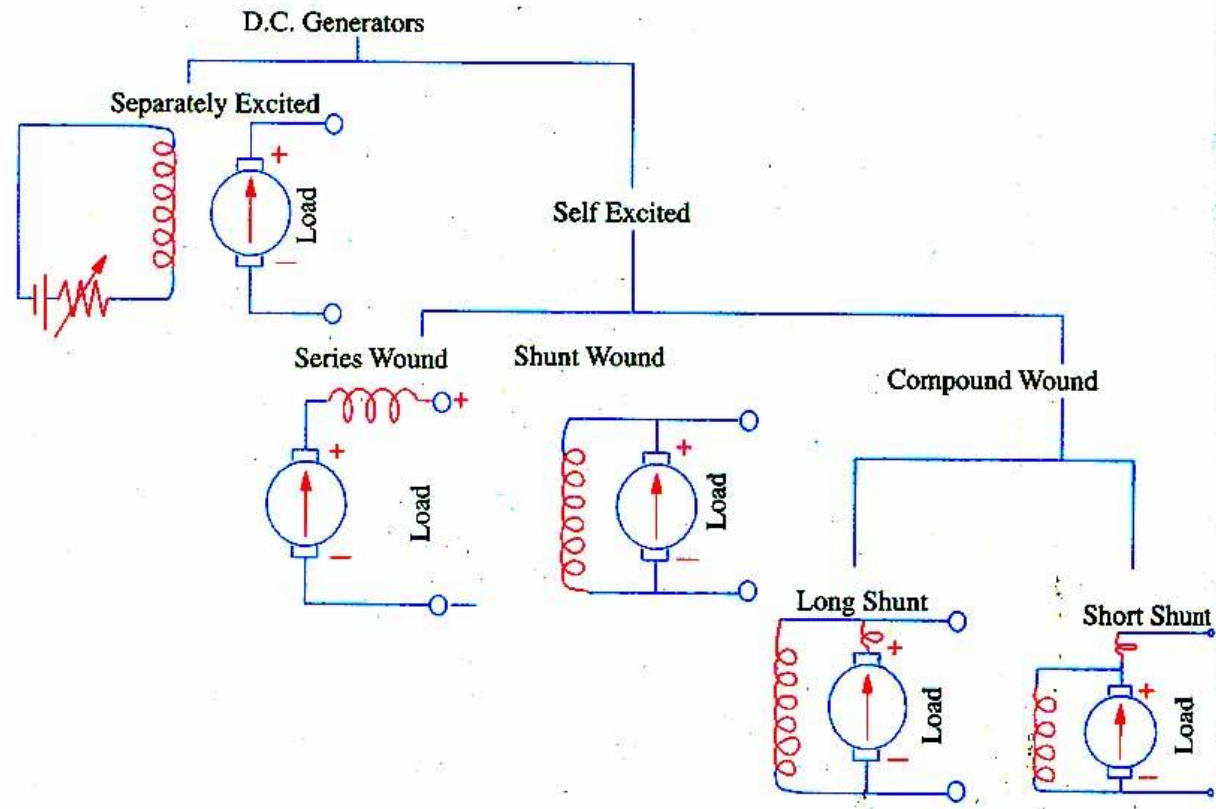 D.C. Generators
Separately Excited
+
Load
−
Self Excited
Series Wound
Shunt Wound
Compound Wound
+
+
Load
−
+
Load
−
Long Shunt
Short Shunt
+
Load
−
+
Load
−